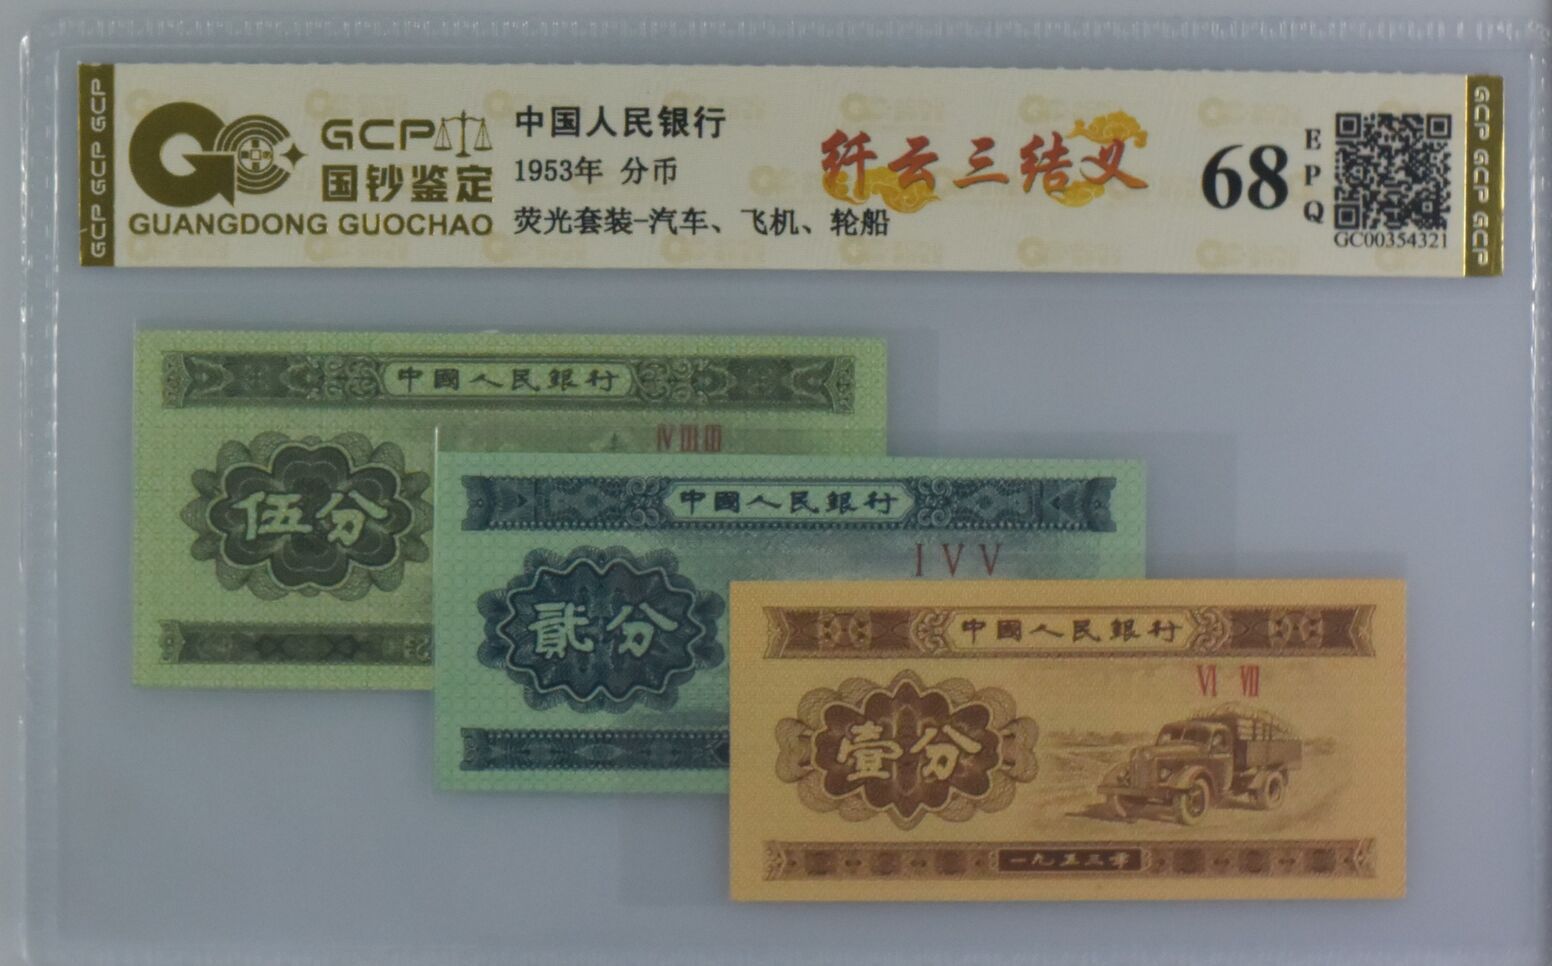 GCP GCP GCP
GCP
国钞鉴定
GUANGDONG GUOCHAO
中国人民银行
1953年 分币
荧光套装-汽车、飞机、轮船
纤云三结义
68
EPQ
GC00354321
GCP GCP GCP
中國人民銀行
ⅣⅢⅢ
伍分
中國人民銀行
I V V
貳分
中國人民銀行
Ⅵ Ⅶ
壹分
一九五三年